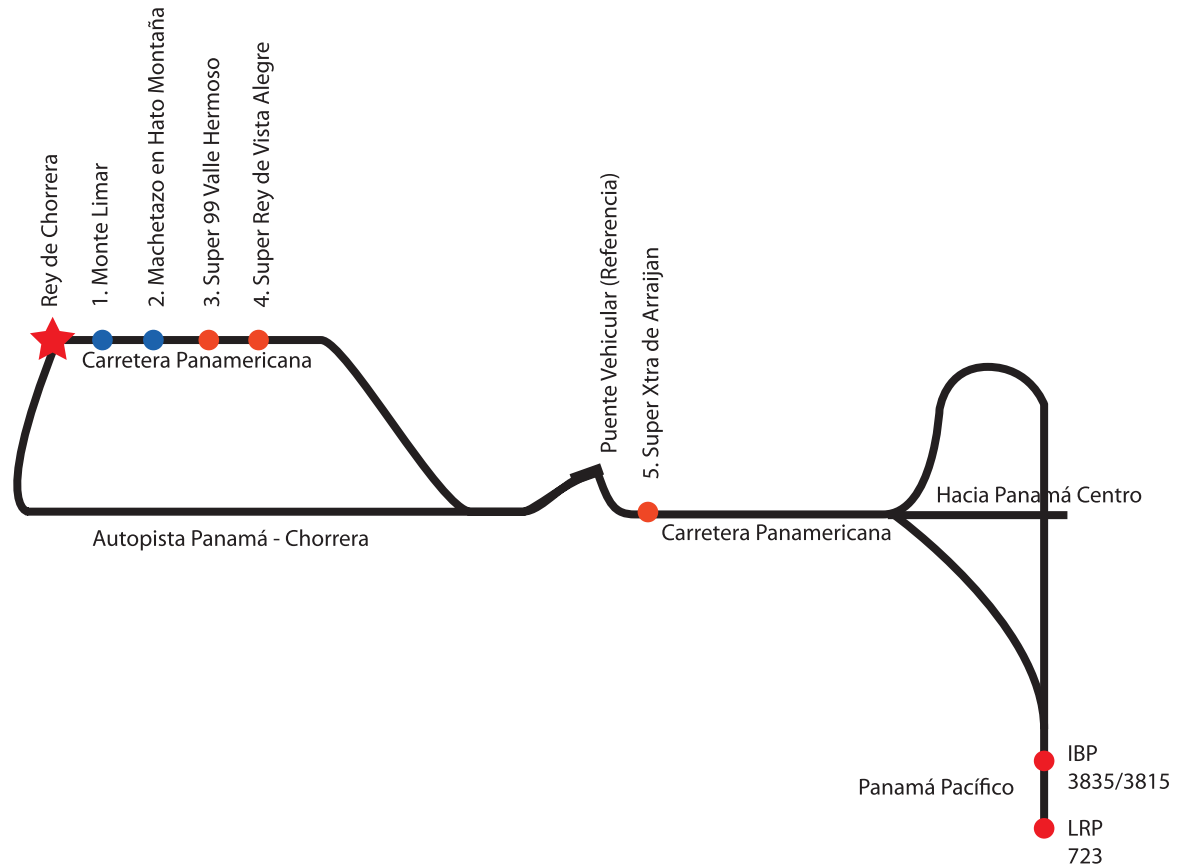 Rey de Chorrera
1. Monte Limar
2. Machetazo en Hato Montaña
3. Super 99 Valle Hermoso
4. Super Rey de Vista Alegre
Carretera Panamericana
Autopista Panamá - Chorrera
Puente Vehicular (Referencia)
5. Super Xtra de Arraijan
Carretera Panamericana
Hacia Panamá Centro
Panamá Pacífico
IBP
3835/3815
LRP
723